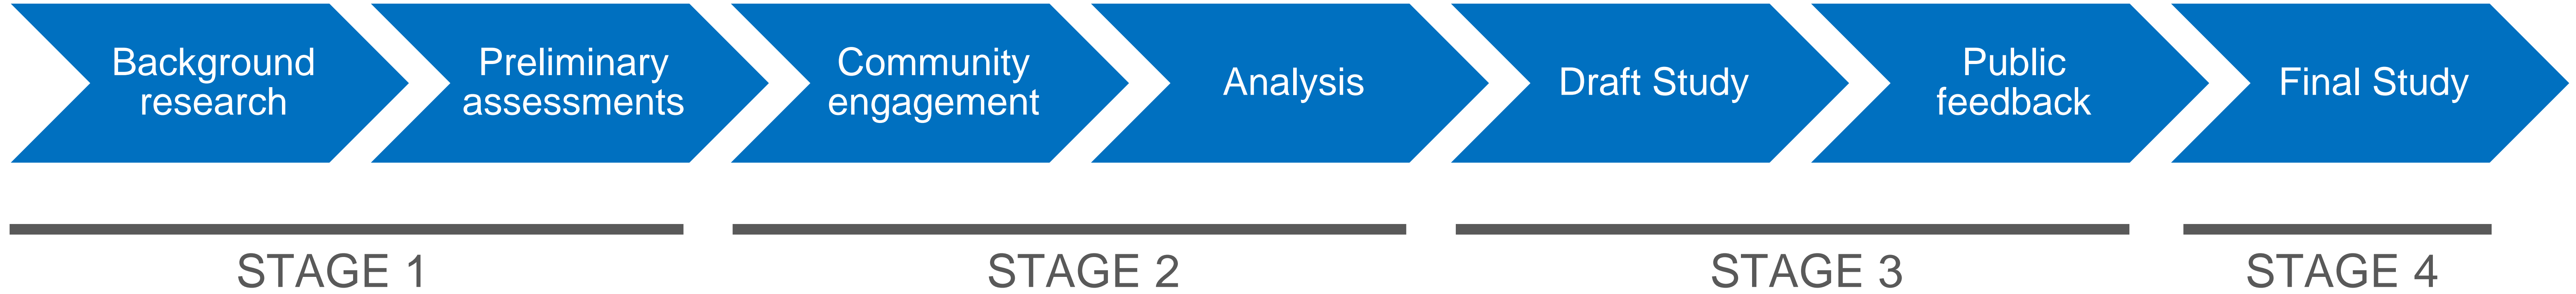 Background
research
Preliminary
assessments
Community
engagement
Analysis
Draft Study
Public
feedback
Final Study
STAGE 1
STAGE 2
STAGE 3
STAGE 4